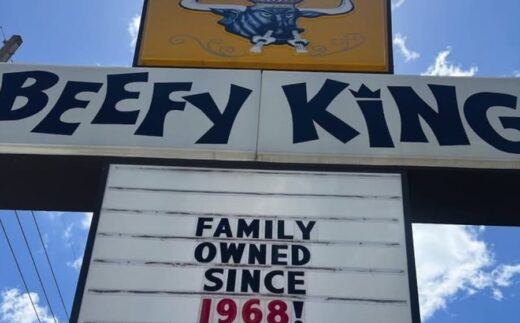 BEEFY KING
FAMILY
OWNED
SINCE
1968!